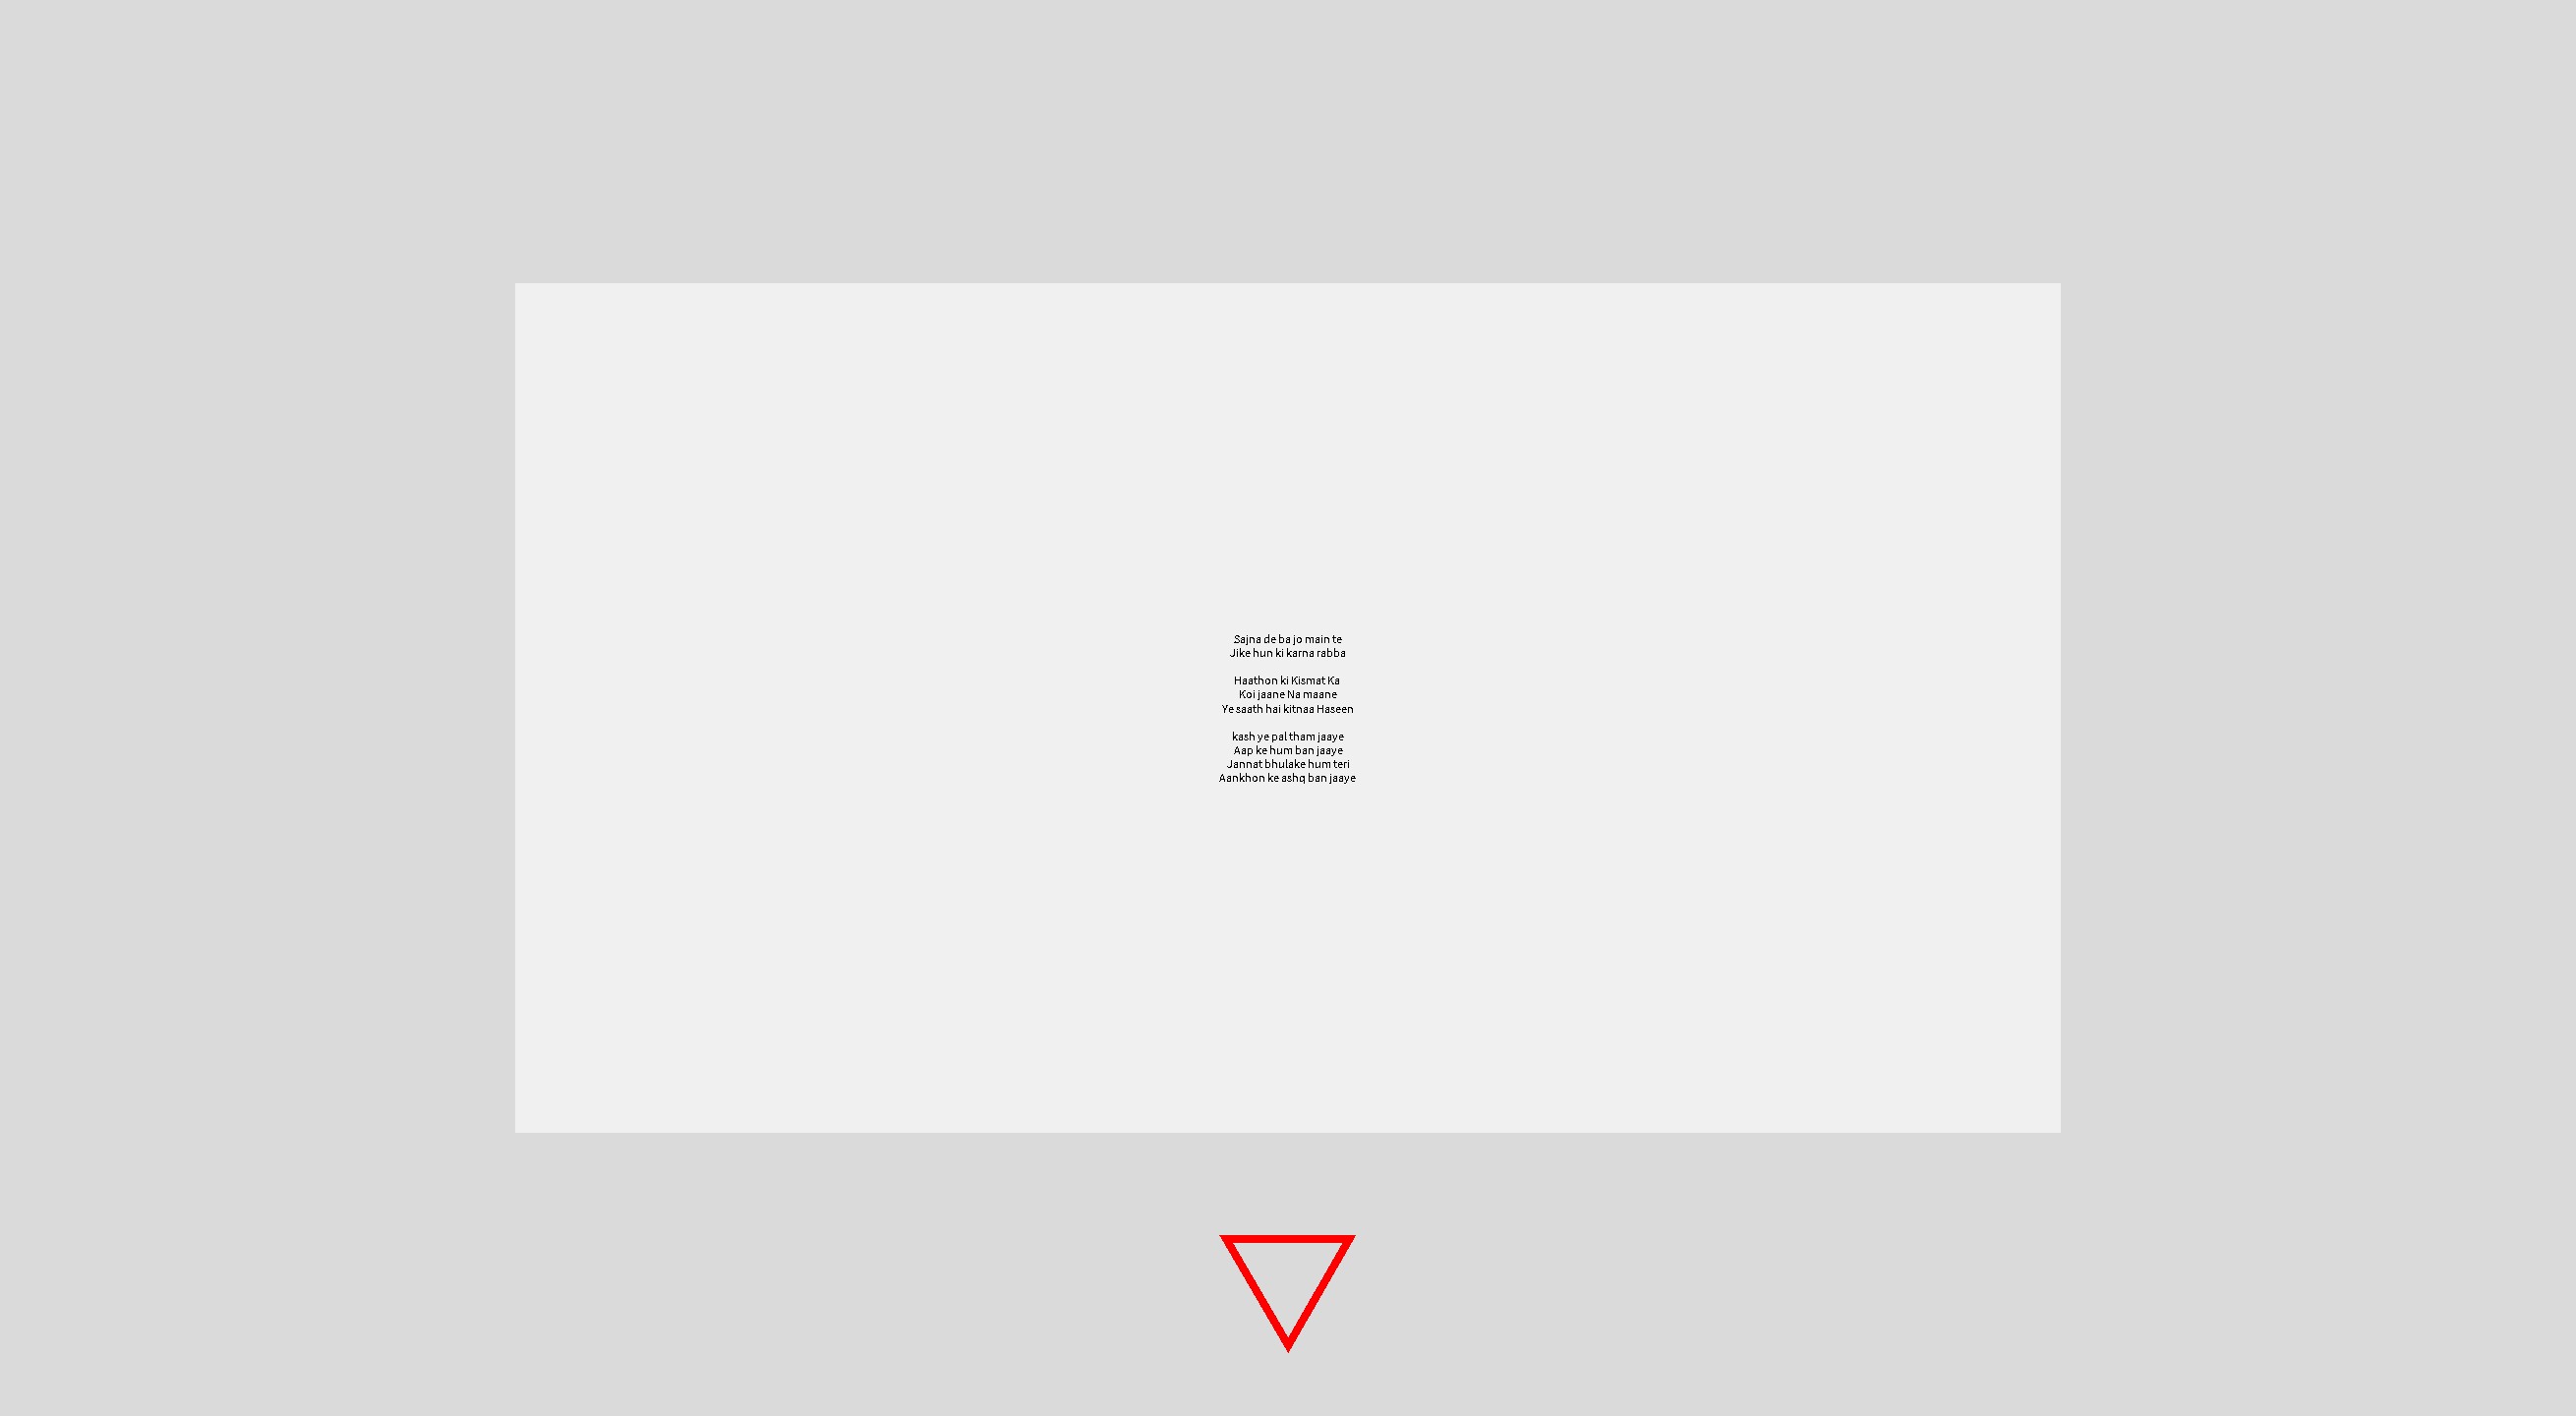 Sajna de ba jo main te
Jike hun ki karna rabba
Haathon ki Kismat Ka
Koi jaane Na maane
Ye saath hai kitnaa Haseen
kash ye pal tham jaaye
Aap ke hum ban jaaye
Jannat bhulake hum teri
Aankhon ke ashq ban jaaye